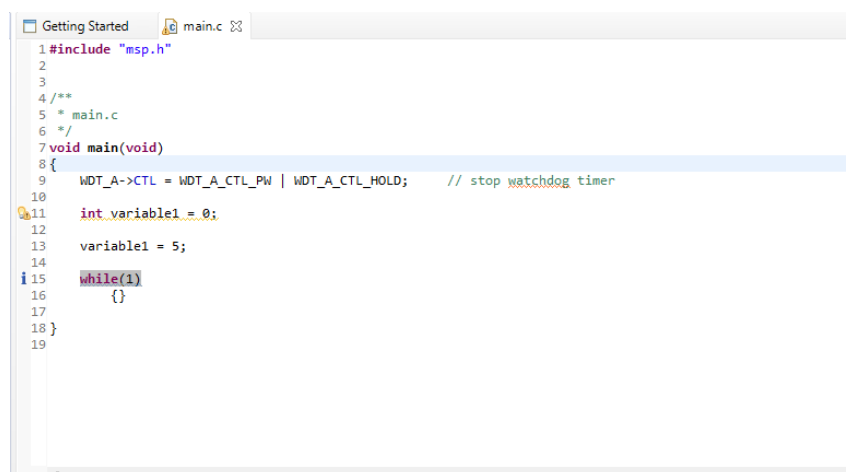 Getting Started main.c
1 #include "msp.h"
2
3
4 /**
5 * main.c
6 */
7 void main(void)
8 {
9 WDT_A->CTL = WDT_A_CTL_PW | WDT_A_CTL_HOLD; // stop watchdog timer
10
11 int variable1 = 0;
12
13 variable1 = 5;
14
15 while(1)
16 {}
17
18 }
19